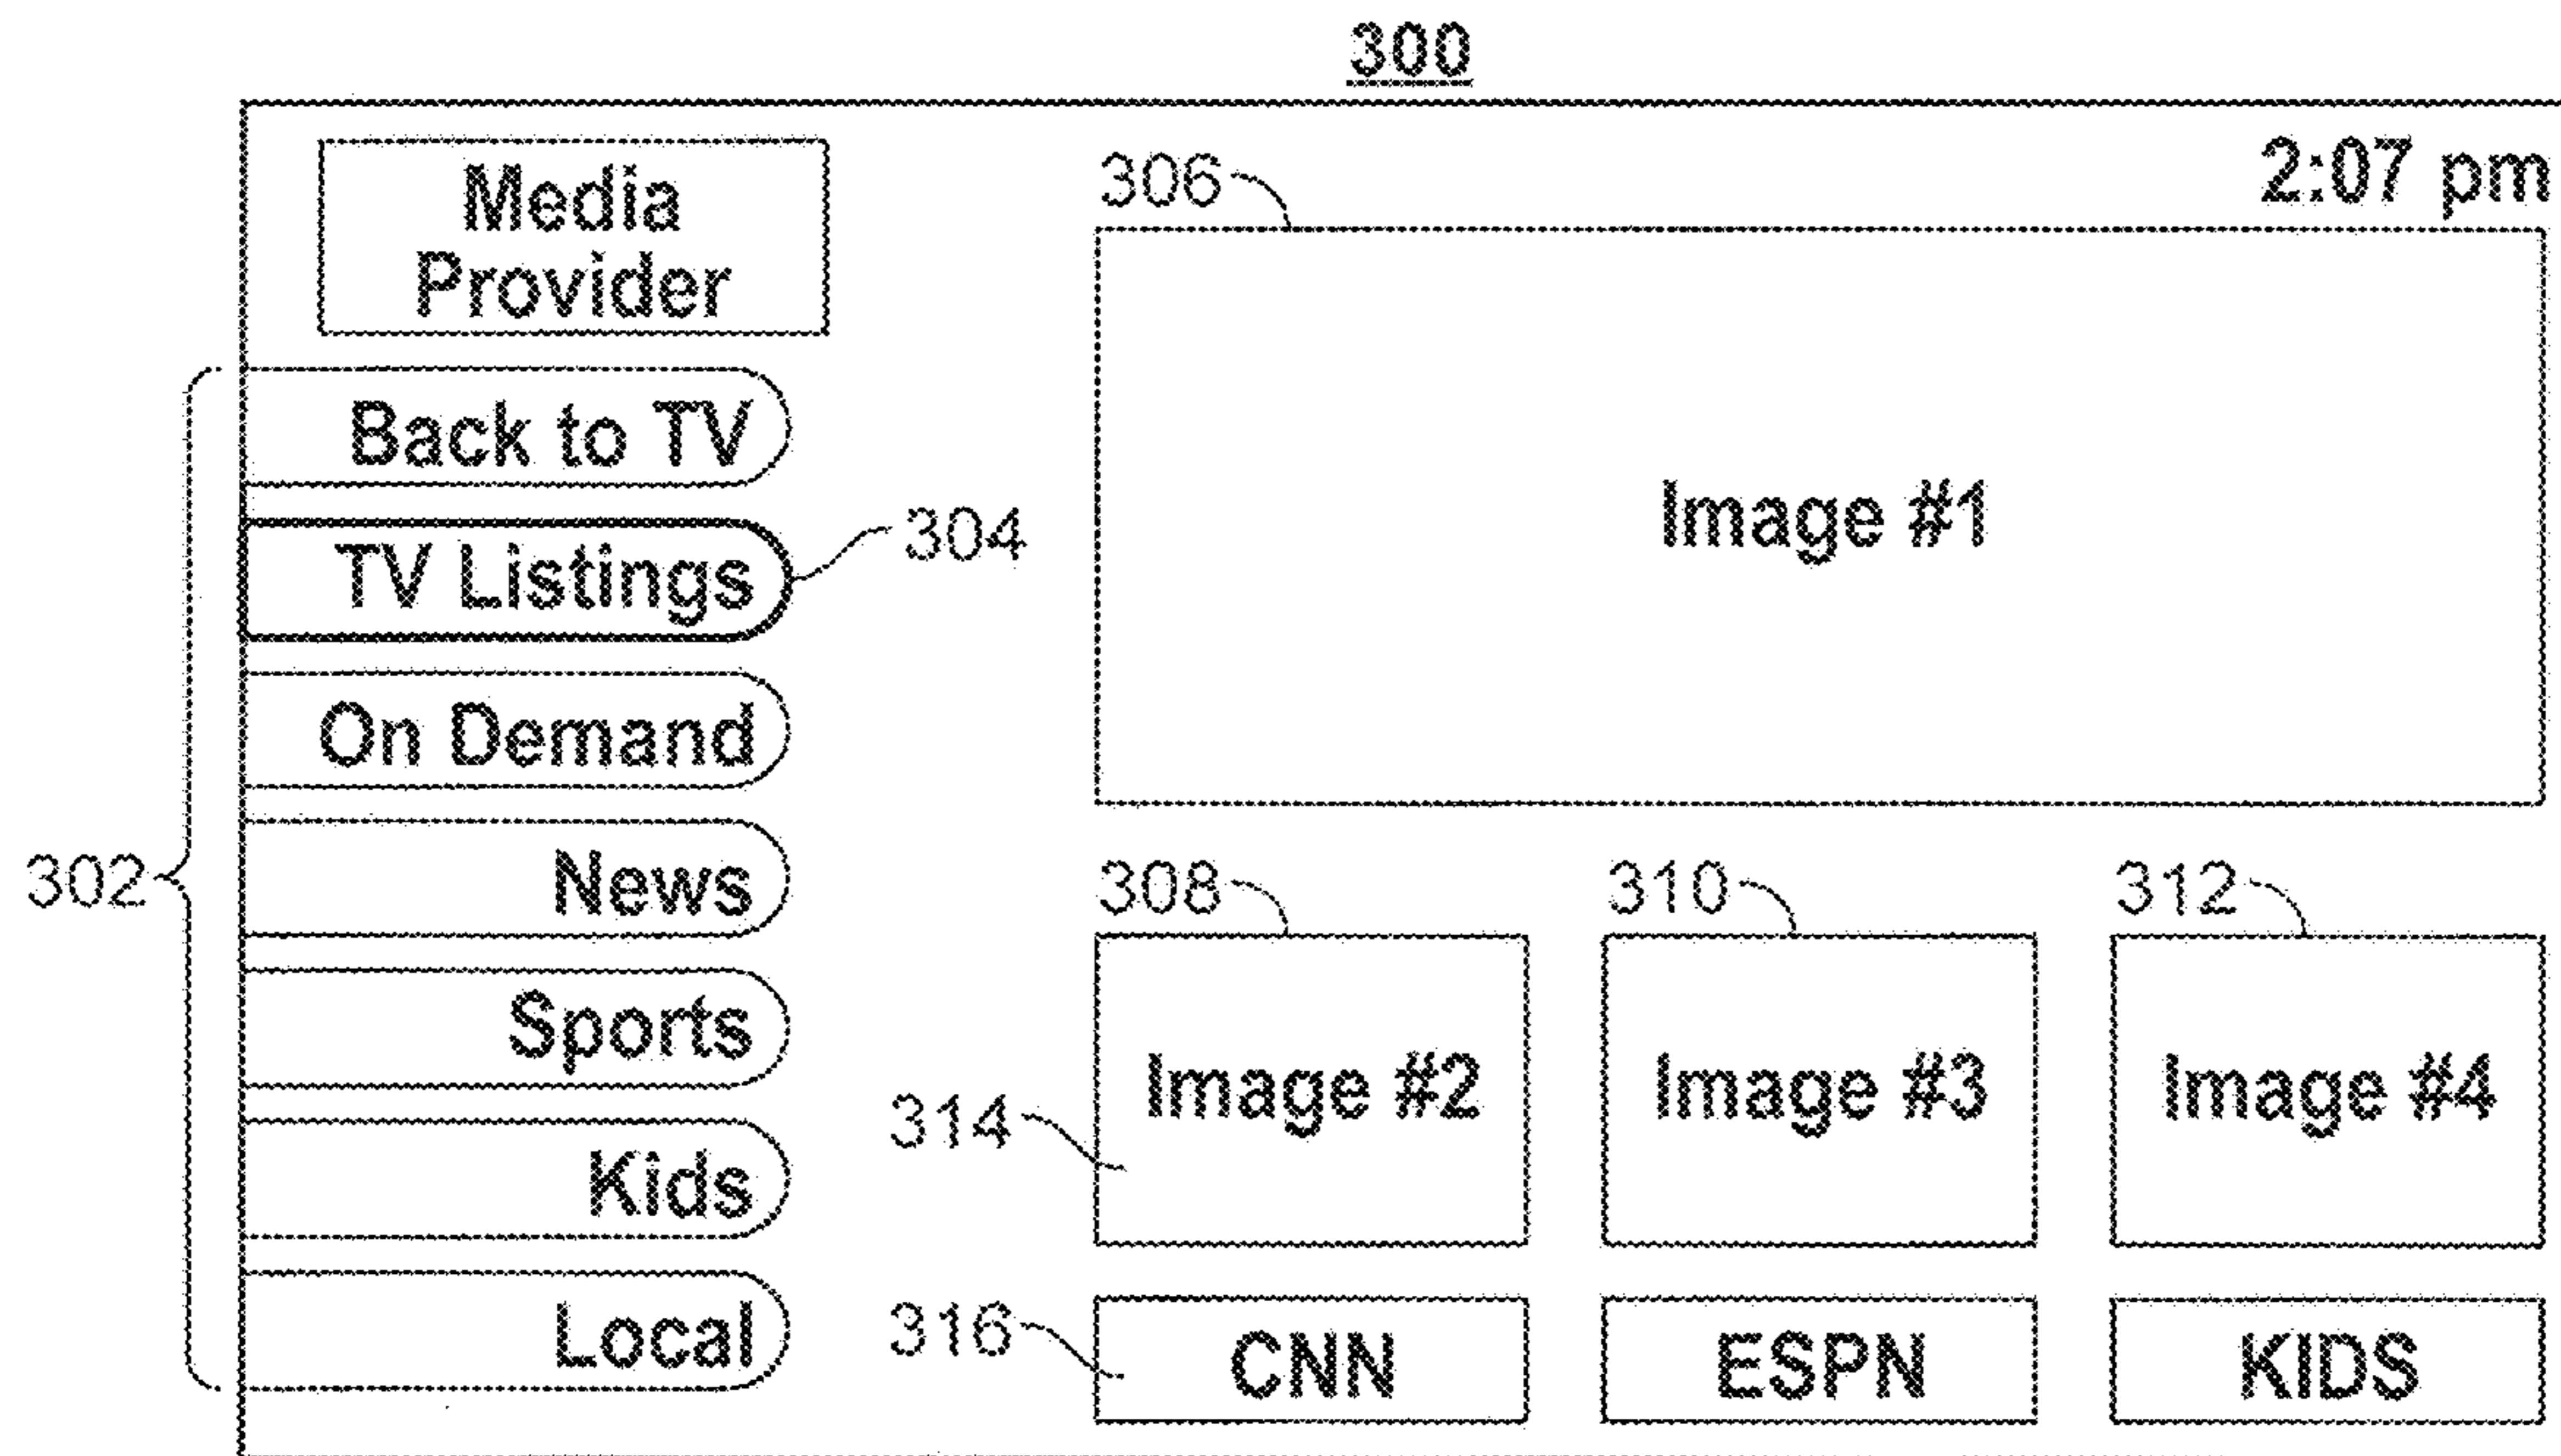 300
Media
Provider
2:07 pm
306
Back to TV
TV Listings
304
On Demand
News
Sports
Kids
Local
302
Image #1
308
310
312
Image #2
Image #3
Image #4
314
316
CNN
ESPN
KIDS